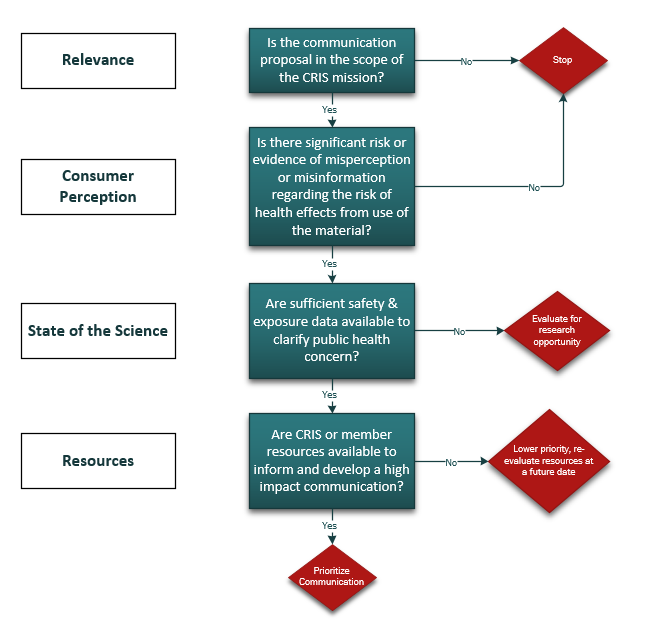 Relevance
Is the communication
proposal in the scope of
the CRIS mission?
No
Stop
Yes
Consumer
Perception
Is there significant risk or
evidence of misperception
or misinformation
regarding the risk of
health effects from use of
the material?
No
Yes
State of the Science
Are sufficient safety &
exposure data available to
clarify public health
concern?
No
Evaluate for
research
opportunity
Yes
Resources
Are CRIS or member
resources available to
inform and develop a high
impact communication?
No
Lower priority, re-
evaluate resources at
a future date
Yes
Prioritize
Communication